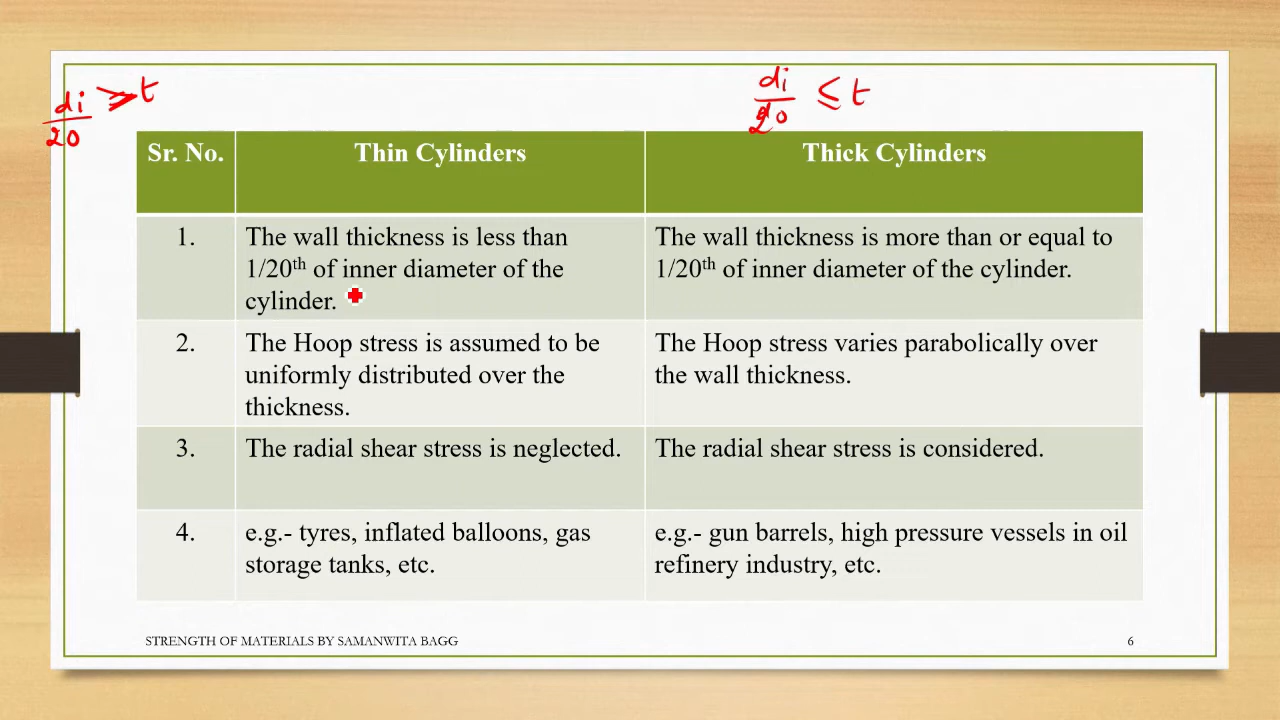 di/20 > t
di/20 ≤ t
Sr. No.
Thin Cylinders
Thick Cylinders
1.
The wall thickness is less than
1/20th of inner diameter of the
cylinder.
The wall thickness is more than or equal to
1/20th of inner diameter of the cylinder.
2.
The Hoop stress is assumed to be
uniformly distributed over the
thickness.
The Hoop stress varies parabolically over
the wall thickness.
3.
The radial shear stress is neglected.
The radial shear stress is considered.
4.
e.g.- tyres, inflated balloons, gas
storage tanks, etc.
e.g.- gun barrels, high pressure vessels in oil
refinery industry, etc.
STRENGTH OF MATERIALS BY SAMANWITA BAGG
6